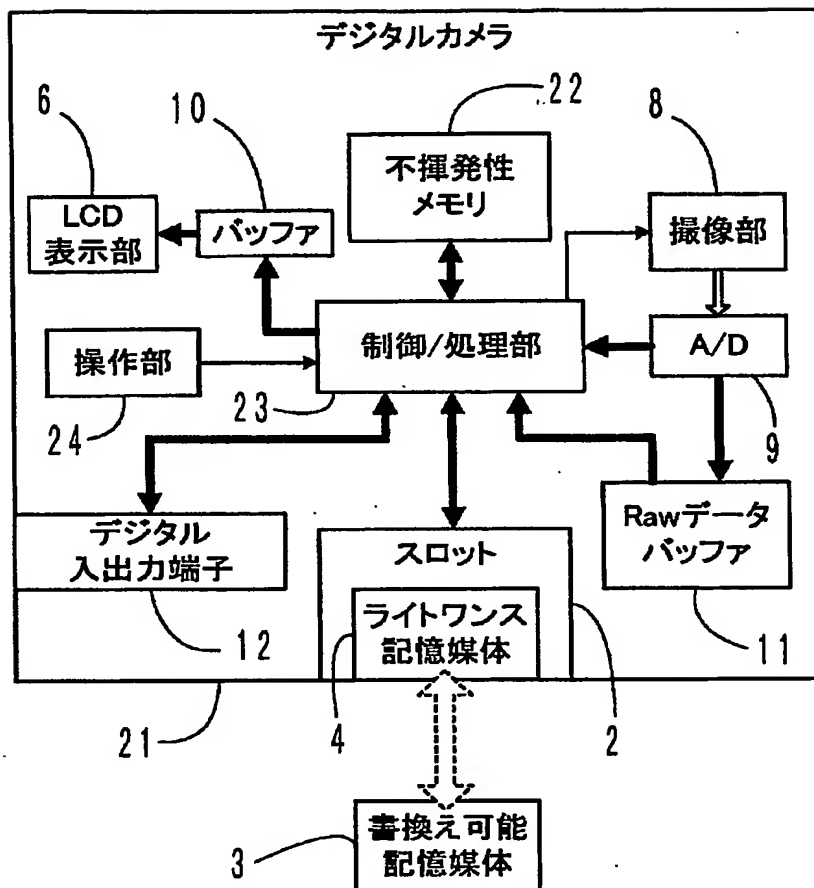 デジタルカメラ
6
10
22
8
LCD
表示部
バッファ
不揮発性
メモリ
撮像部
操作部
制御/処理部
A/D
24
23
9
デジタル
入出力端子
スロット
Rawデータ
バッファ
ライトワンス
記憶媒体
12
11
21
4
2
書換え可能
記憶媒体
3